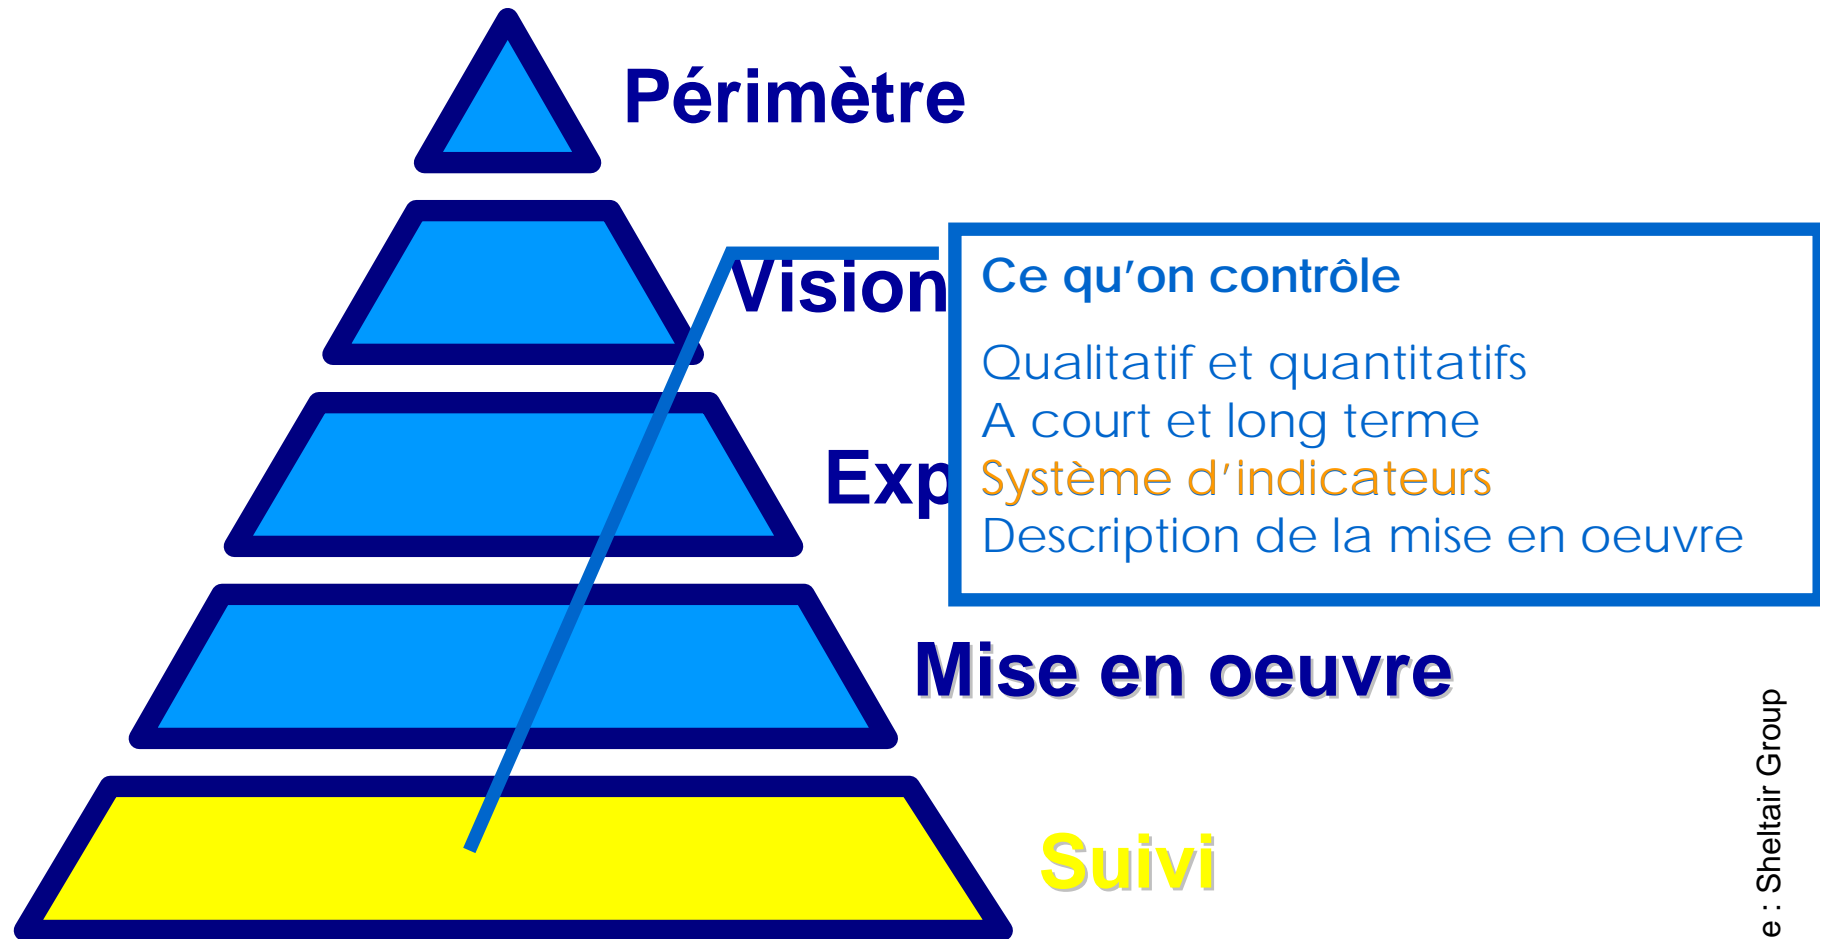 Périmètre
Vision
Ce qu’on contrôle
Qualitatif et quantitatifs
A court et long terme
Exp
Système d’indicateurs
Description de la mise en oeuvre
Mise en oeuvre
Suivi
e : Sheltair Group